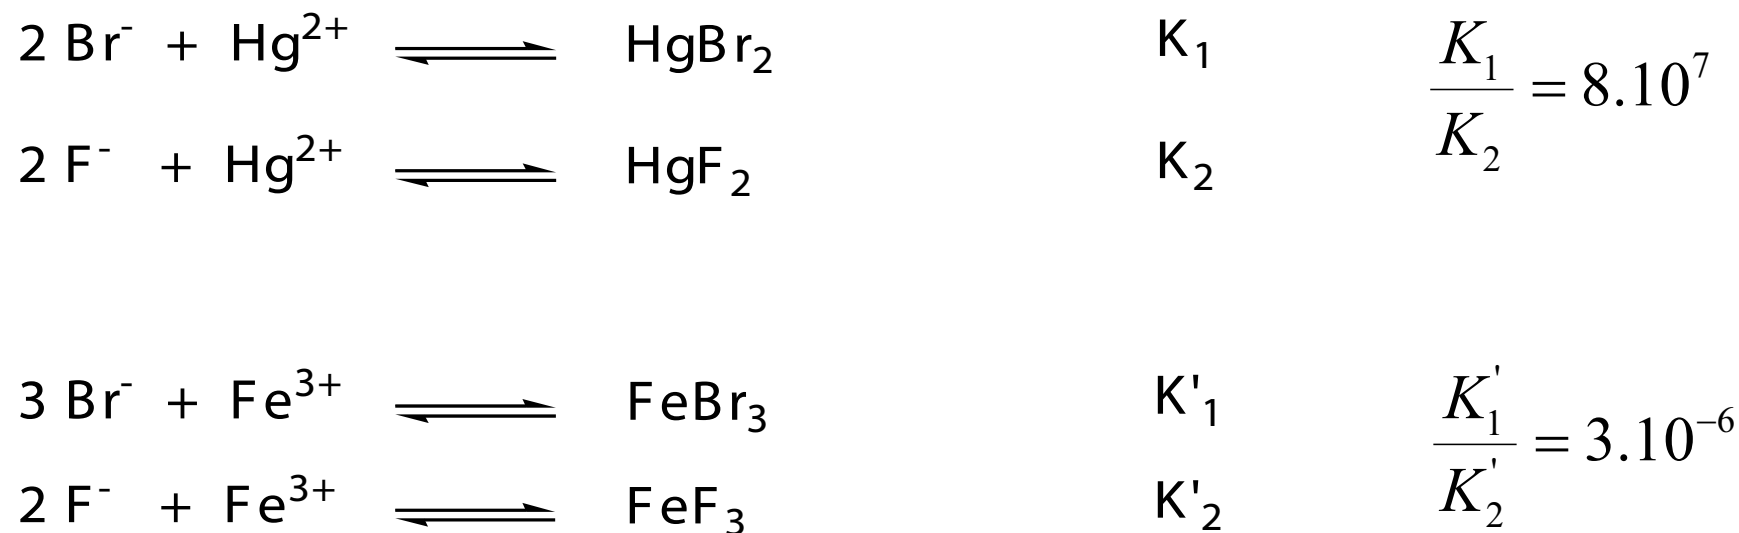 2 Br⁻ + Hg²⁺ ⇌ HgBr₂ K₁ K₁/K₂ = 8.10⁷
2 F⁻ + Hg²⁺ ⇌ HgF₂ K₂
3 Br⁻ + Fe³⁺ ⇌ FeBr₃ K'₁ K'₁/K'₂ = 3.10⁻⁶
2 F⁻ + Fe³⁺ ⇌ FeF₃ K'₂